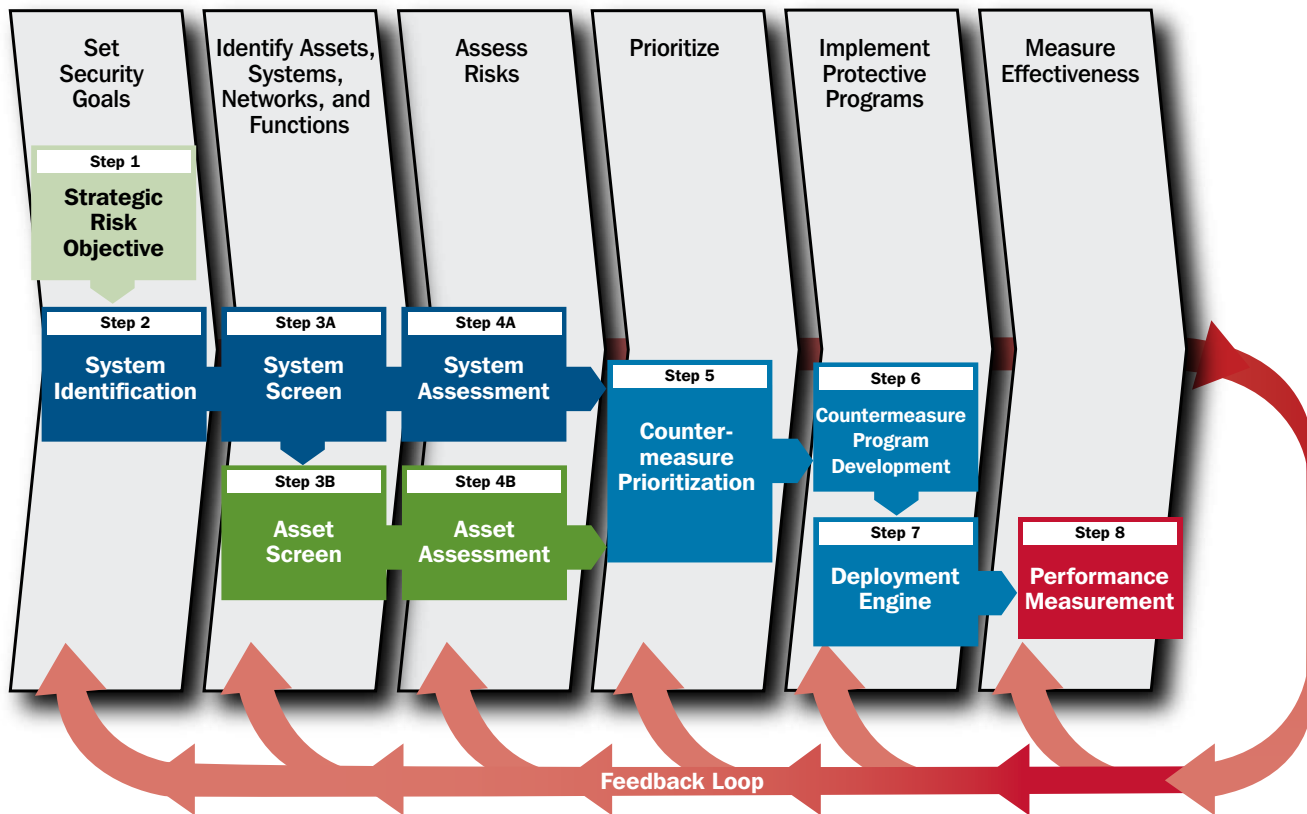 Set
Security
Goals
Identify Assets,
Systems,
Networks, and
Functions
Assess
Risks
Prioritize
Implement
Protective
Programs
Measure
Effectiveness
Step 1
Strategic
Risk
Objective
Step 2
System
Identification
Step 3A
System
Screen
Step 4A
System
Assessment
Step 3B
Asset
Screen
Step 4B
Asset
Assessment
Step 5
Counter-
measure
Prioritization
Step 6
Countermeasure
Program
Development
Step 7
Deployment
Engine
Step 8
Performance
Measurement
Feedback Loop